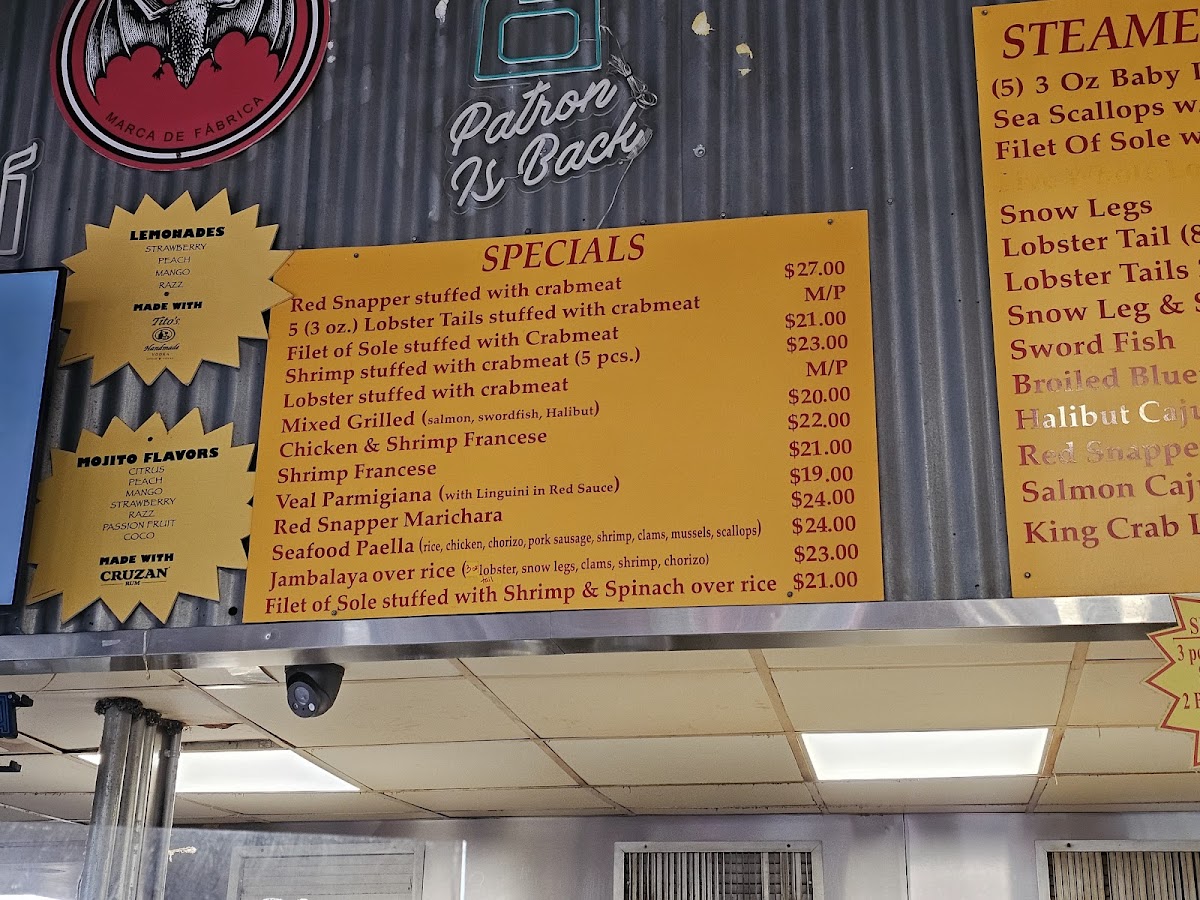 MARCA DE FÁBRICA
Patron
Is Back
LEMONADES
STRAWBERRY
PEACH
MANGO
RAZZ
MADE WITH
Tito's
Handmade
VODKA
MOJITO FLAVORS
CITRUS
PEACH
MANGO
STRAWBERRY
RAZZ
PASSION FRUIT
COCO
MADE WITH
CRUZAN
RUM
SPECIALS
Red Snapper stuffed with crabmeat $27.00
5 (3 oz.) Lobster Tails stuffed with crabmeat M/P
Filet of Sole stuffed with Crabmeat $21.00
Shrimp stuffed with crabmeat (5 pcs.) $23.00
Lobster stuffed with crabmeat M/P
Mixed Grilled (salmon, swordfish, Halibut) $20.00
Chicken & Shrimp Francese $22.00
Shrimp Francese $21.00
Veal Parmigiana (with Linguini in Red Sauce) $19.00
Red Snapper Marichara $24.00
Seafood Paella (rice, chicken, chorizo, pork sausage, shrimp, clams, mussels, scallops) $24.00
Jambalaya over rice (lobster, snow legs, clams, shrimp, chorizo) $23.00
tail
Filet of Sole stuffed with Shrimp & Spinach over rice $21.00
STEAME
(5) 3 Oz Baby
Sea Scallops w
Filet Of Sole w
Snow Legs
Lobster Tail (8
Lobster Tails
Snow Leg & S
Sword Fish
Broiled Blue
Halibut Caju
Red Snappe
Salmon Caju
King Crab L
3 p
2 F